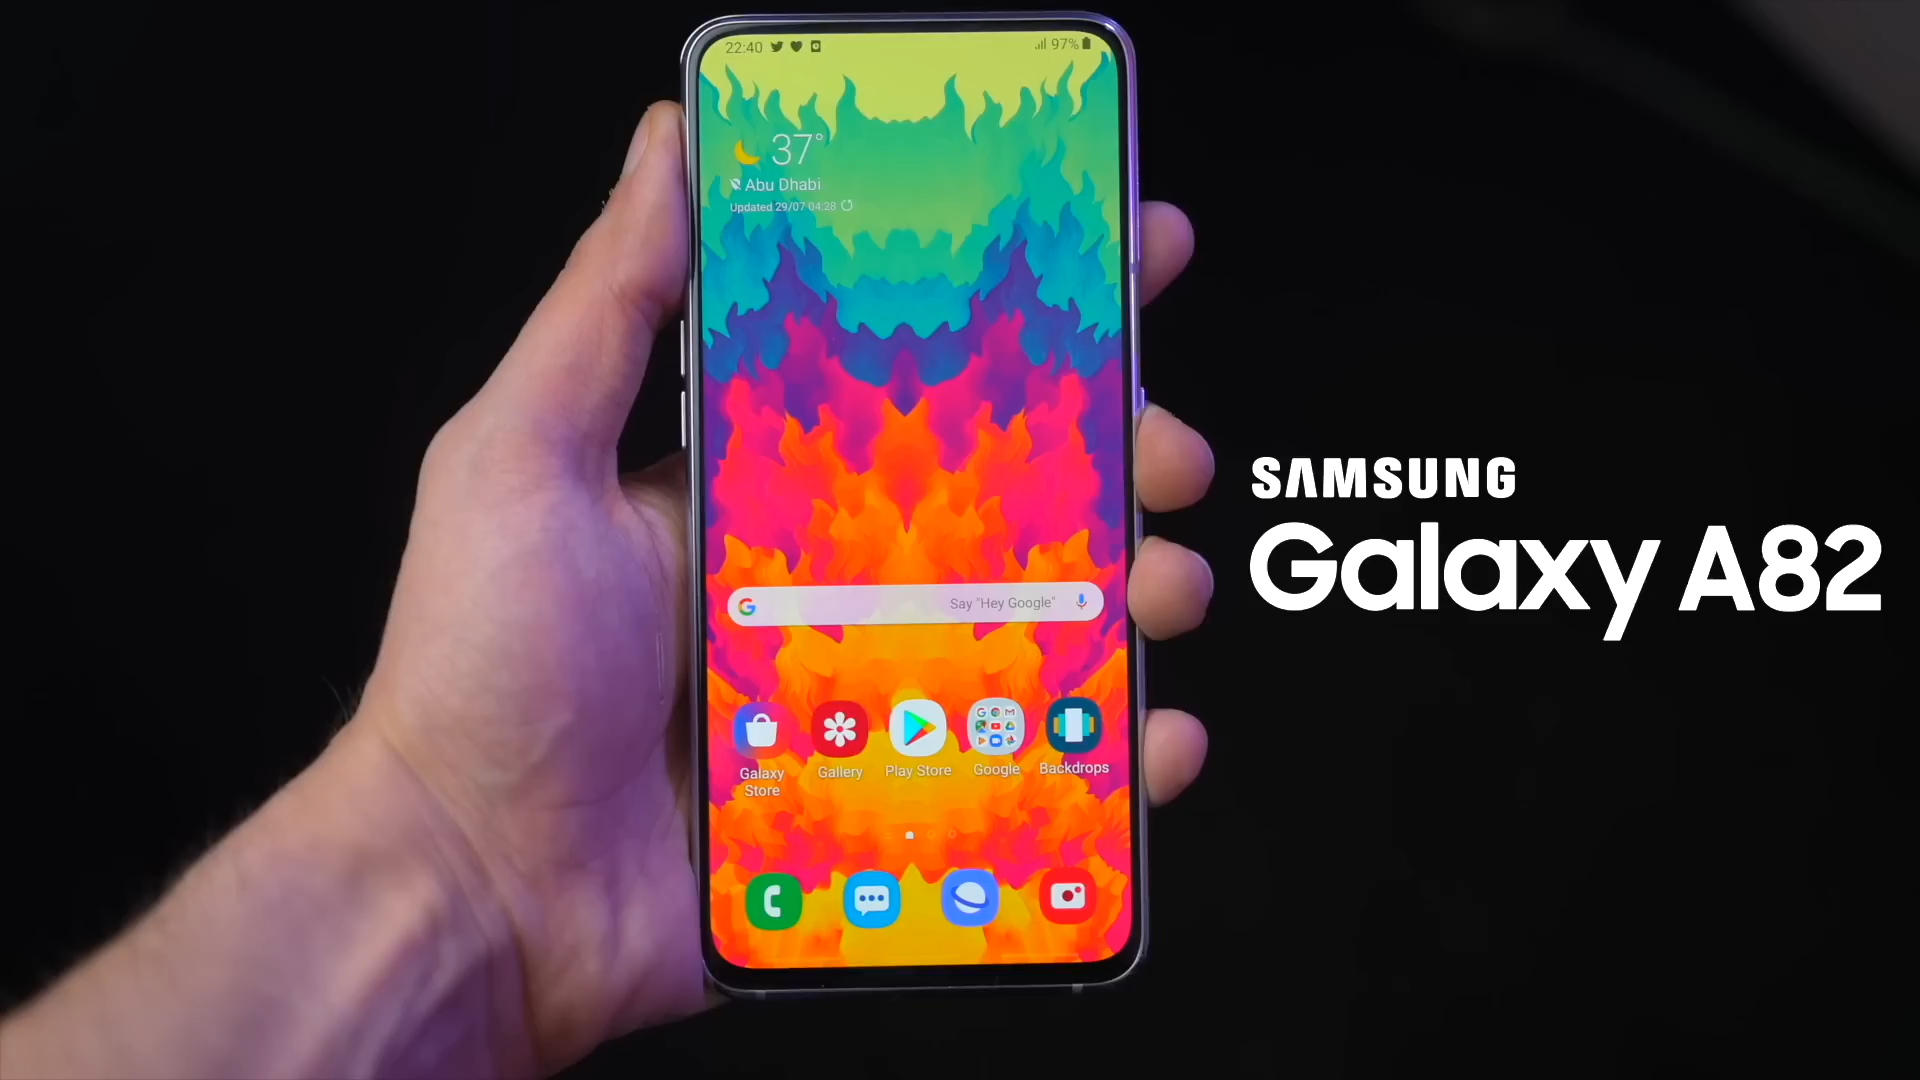 22:40
97%
37°
Abu Dhabi
Updated 29/07 04:28
Say "Hey Google"
Galaxy Store
Gallery
Play Store
Google
Backdrops
SAMSUNG
Galaxy A82